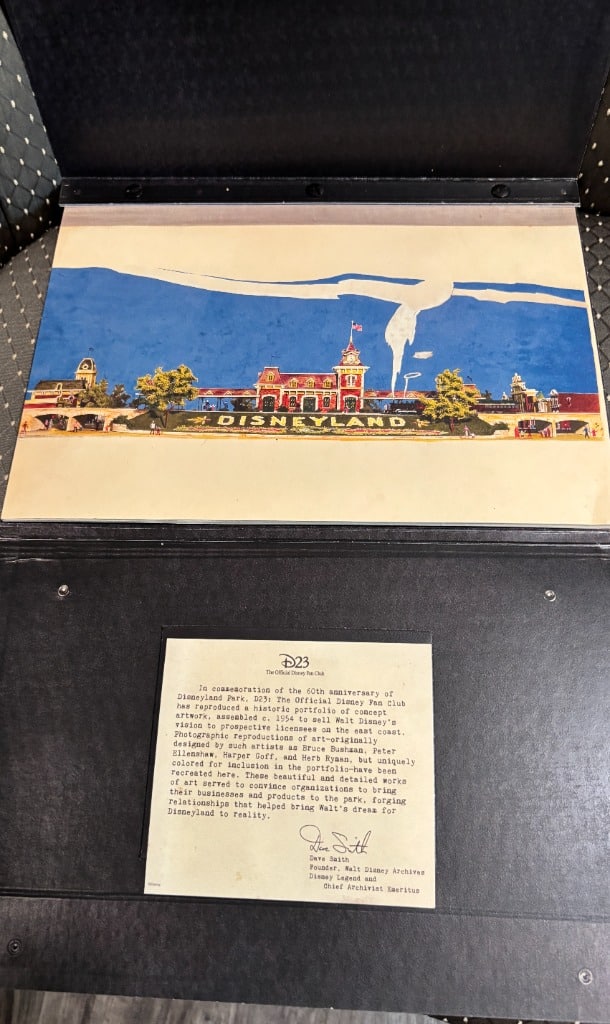 DISNEYLAND
D23
The Official Disney Fan Club
In commemoration of the 60th anniversary of
Disneyland Park, D23: The Official Disney Fan Club
has reproduced a historic portfolio of concept
artwork, assembled c. 1954 to sell Walt Disney's
vision to prospective licensees on the east coast.
Photographic reproductions of art—originally
designed by such artists as Bruce Bushman, Peter
Ellenshaw, Harper Goff, and Herb Ryman, but uniquely
colored for inclusion in the portfolio—have been
recreated here. These beautiful and detailed works
of art served to convince organizations to bring
their businesses and products to the park, forging
relationships that helped bring Walt's dream for
Disneyland to reality.
Dave Smith
Dave Smith
Founder, Walt Disney Archives
Disney Legend and
Chief Archivist Emeritus